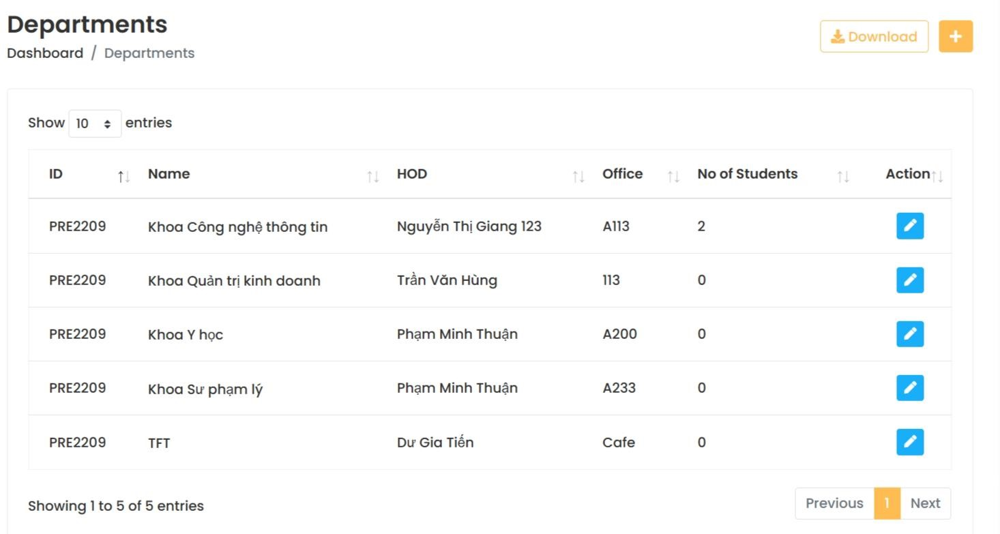 Departments
Dashboard / Departments
Download
Show 10 entries
ID Name HOD Office No of Students Action
PRE2209 Khoa Công nghệ thông tin Nguyễn Thị Giang 123 A113 2
PRE2209 Khoa Quản trị kinh doanh Trần Văn Hùng 113 0
PRE2209 Khoa Y học Phạm Minh Thuận A200 0
PRE2209 Khoa Sư phạm lý Phạm Minh Thuận A233 0
PRE2209 TFT Dư Gia Tiến Cafe 0
Showing 1 to 5 of 5 entries
Previous 1 Next